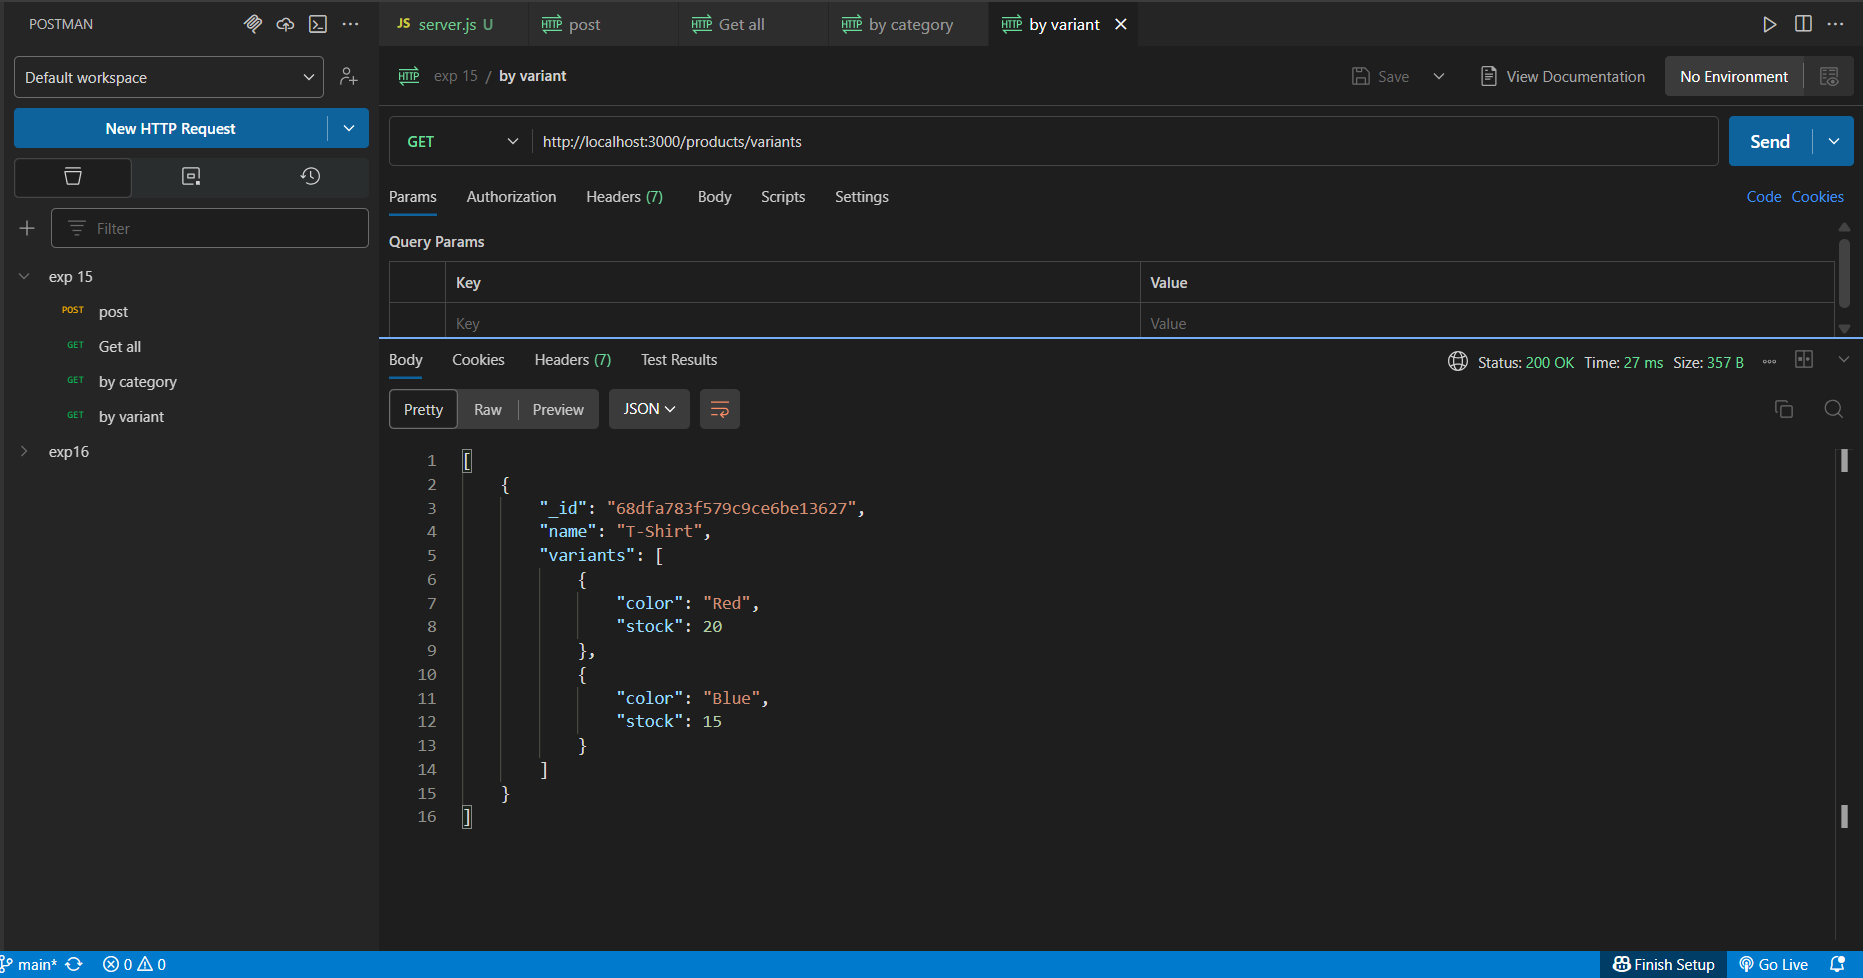 POSTMAN
Default workspace
New HTTP Request
Filter
exp 15
POST post
GET Get all
GET by category
GET by variant
exp16
JS server.js U
HTTP post
HTTP Get all
HTTP by category
HTTP by variant
HTTP exp 15 / by variant
Save
View Documentation
No Environment
GET
http://localhost:3000/products/variants
Send
Params Authorization Headers (7) Body Scripts Settings
Code Cookies
Query Params
Key Value
Key Value
Body Cookies Headers (7) Test Results
Status: 200 OK Time: 27 ms Size: 357 B
Pretty Raw Preview JSON
1 [
2 {
3 "_id": "68dfa783f579c9ce6be13627",
4 "name": "T-Shirt",
5 "variants": [
6 {
7 "color": "Red",
8 "stock": 20
9 },
10 {
11 "color": "Blue",
12 "stock": 15
13 }
14 ]
15 }
16 ]
main* 0 0
Finish Setup Go Live